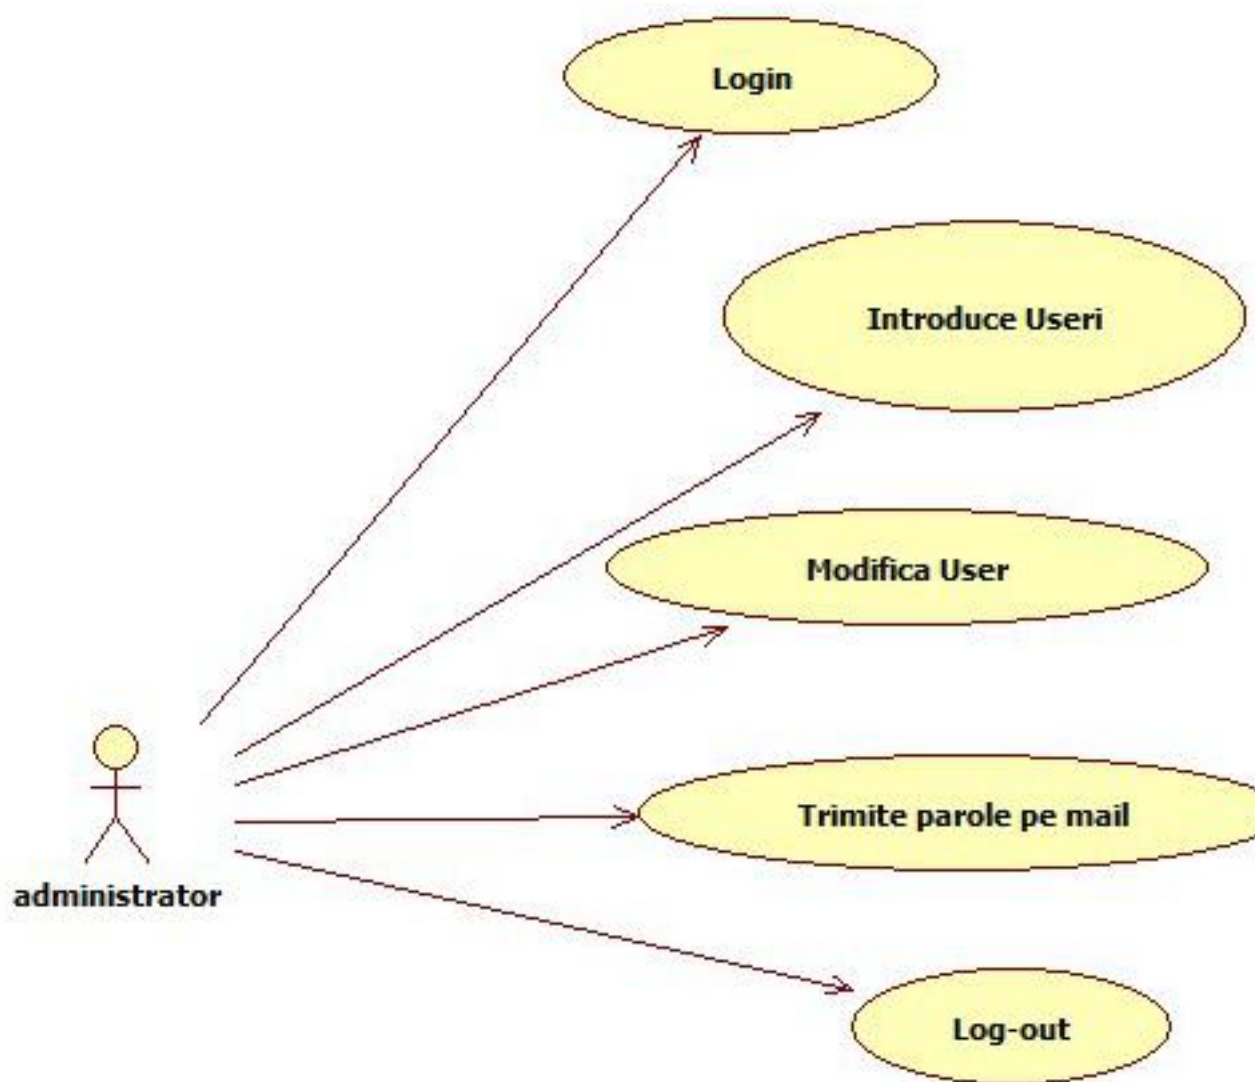 Login
Introduce Useri
Modifica User
Trimite parole pe mail
administrator
Log-out